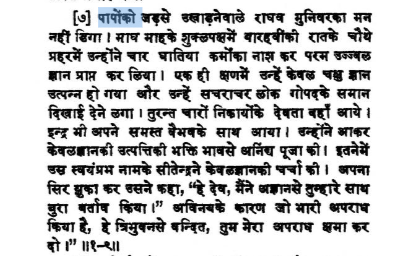 [७] पापोंको जड़से उखाड़नेवाले राघव मुनिवरका मन
नहीं डिगा । माघ माहके शुक्लपक्षमें बारहवींकी रातके चौथे
प्रहरमें उन्होंने चार घातिया कर्मोंका नाश कर परम उज्ज्वल
ज्ञान प्राप्त कर लिया । एक ही क्षणमें उन्हें केवल चक्षु ज्ञान
उत्पन्न हो गया और उन्हें सचराचर लोक गोपदके समान
दिखाई देने लगा । तुरन्त चारों निकायोंके देवता वहाँ आये ।
इन्द्र भी अपने समस्त वैभवके साथ आया । उन्होंने आकर
केवलज्ञानकी उत्पत्तिकी भक्ति भावसे अनिंद्य पूजा की । इतनेमें
उस स्वयंप्रभ नामके सीतेन्द्रने केवलज्ञानकी चर्चा की । अपना
सिर झुका कर उसने कहा, "हे देव, मैंने अज्ञानसे तुम्हारे साथ
बुरा बर्ताव किया ।" अविनयके कारण जो भारी अपराध
किया है, हे त्रिभुवनसे वन्दित, तुम मेरा अपराध क्षमा कर
दो ।" ॥१-९॥